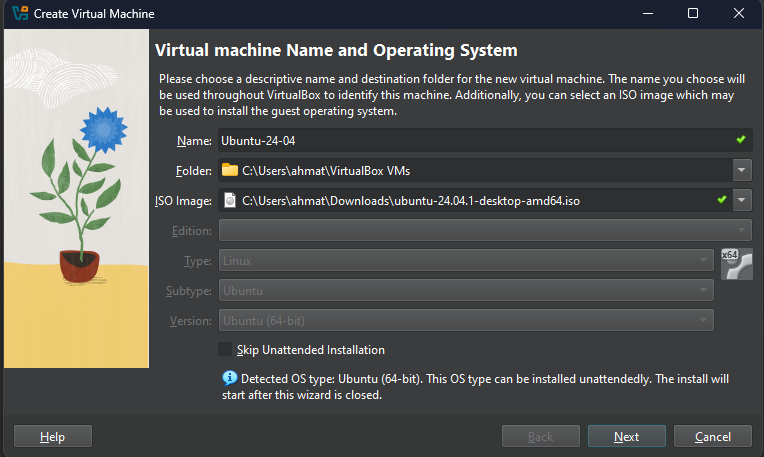 Create Virtual Machine
Virtual machine Name and Operating System
Please choose a descriptive name and destination folder for the new virtual machine. The name you choose will
be used throughout VirtualBox to identify this machine. Additionally, you can select an ISO image which may
be used to install the guest operating system.
Name: Ubuntu-24-04
Folder: C:\Users\ahmat\VirtualBox VMs
ISO Image: C:\Users\ahmat\Downloads\ubuntu-24.04.1-desktop-amd64.iso
Edition:
Type: Linux x64
Subtype: Ubuntu
Version: Ubuntu (64-bit)
Skip Unattended Installation
Detected OS type: Ubuntu (64-bit). This OS type can be installed unattendedly. The install will
start after this wizard is closed.
Help Back Next Cancel